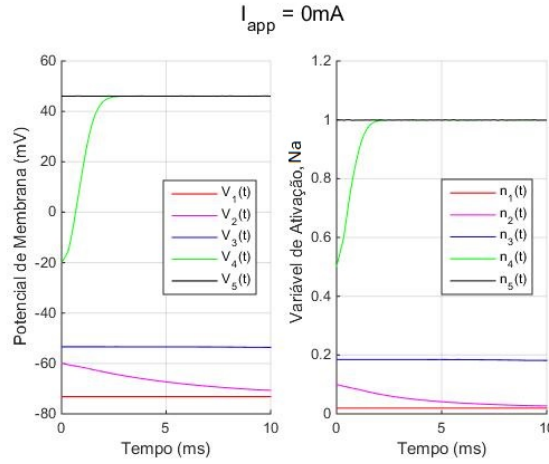 I_app = 0mA
Potencial de Membrana (mV)
60
40
20
0
-20
-40
-60
-80
V_1(t)
V_2(t)
V_3(t)
V_4(t)
V_5(t)
0
5
10
Tempo (ms)
Variável de Ativação, Na
1.2
1
0.8
0.6
0.4
0.2
0
n_1(t)
n_2(t)
n_3(t)
n_4(t)
n_5(t)
0
5
10
Tempo (ms)